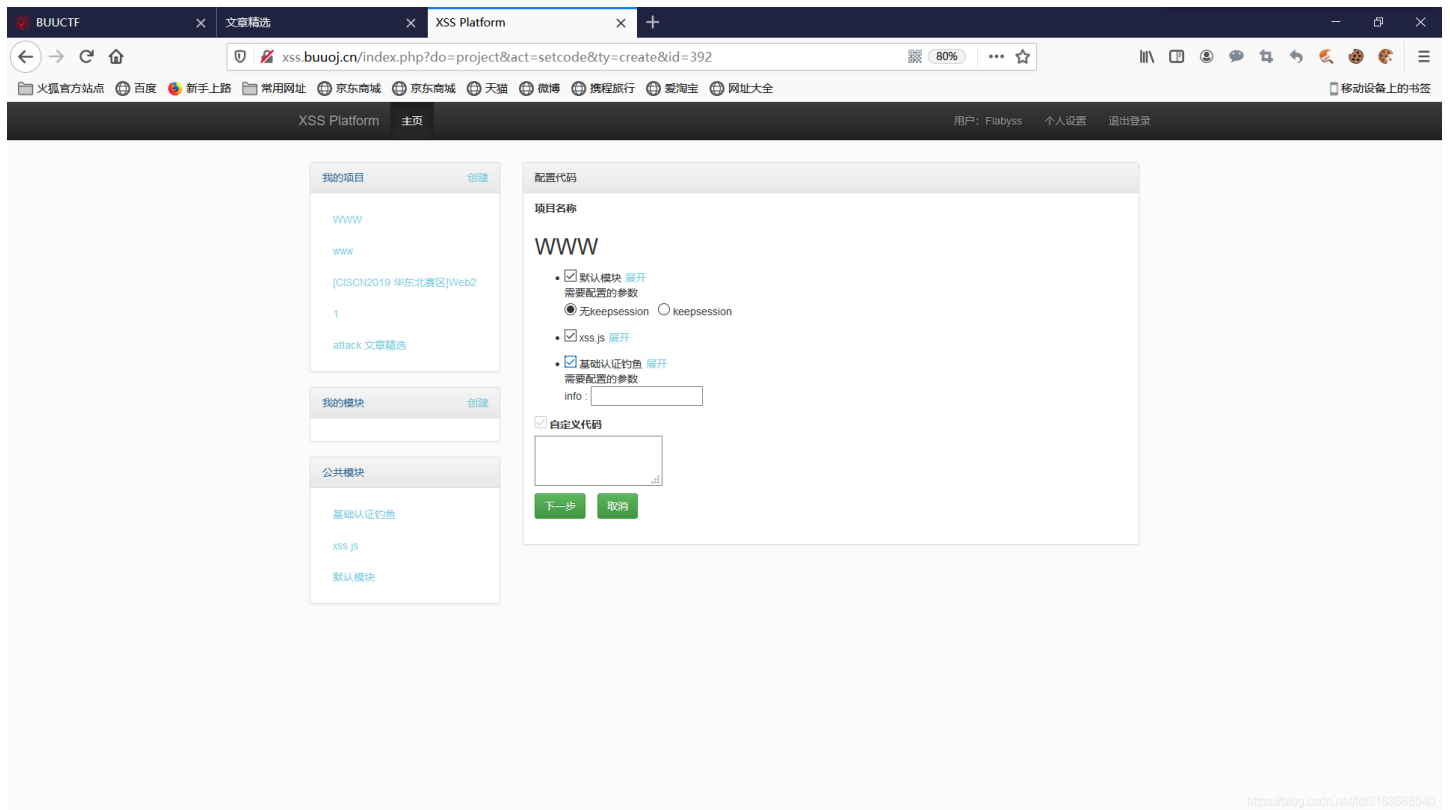 BUUCTF
文章精选
XSS Platform
xss.buuoj.cn/index.php?do=project&act=setcode&ty=create&id=392
80%
火狐官方站点
百度
新手上路
常用网址
京东商城
京东商城
天猫
微博
携程旅行
爱淘宝
网址大全
移动设备上的书签
XSS Platform
主页
用户：Flabyss
个人设置
退出登录
我的项目
创建
WWW
www
[CISCN2019 华东北赛区]Web2
1
attack 文章精选
我的模块
创建
公共模块
基础认证钓鱼
xss.js
默认模块
配置代码
项目名称
WWW
默认模块 展开
需要配置的参数
无keepsession keepsession
xss.js 展开
基础认证钓鱼 展开
需要配置的参数
info :
自定义代码
下一步
取消
https://blog.csdn.net/fdl3183566040